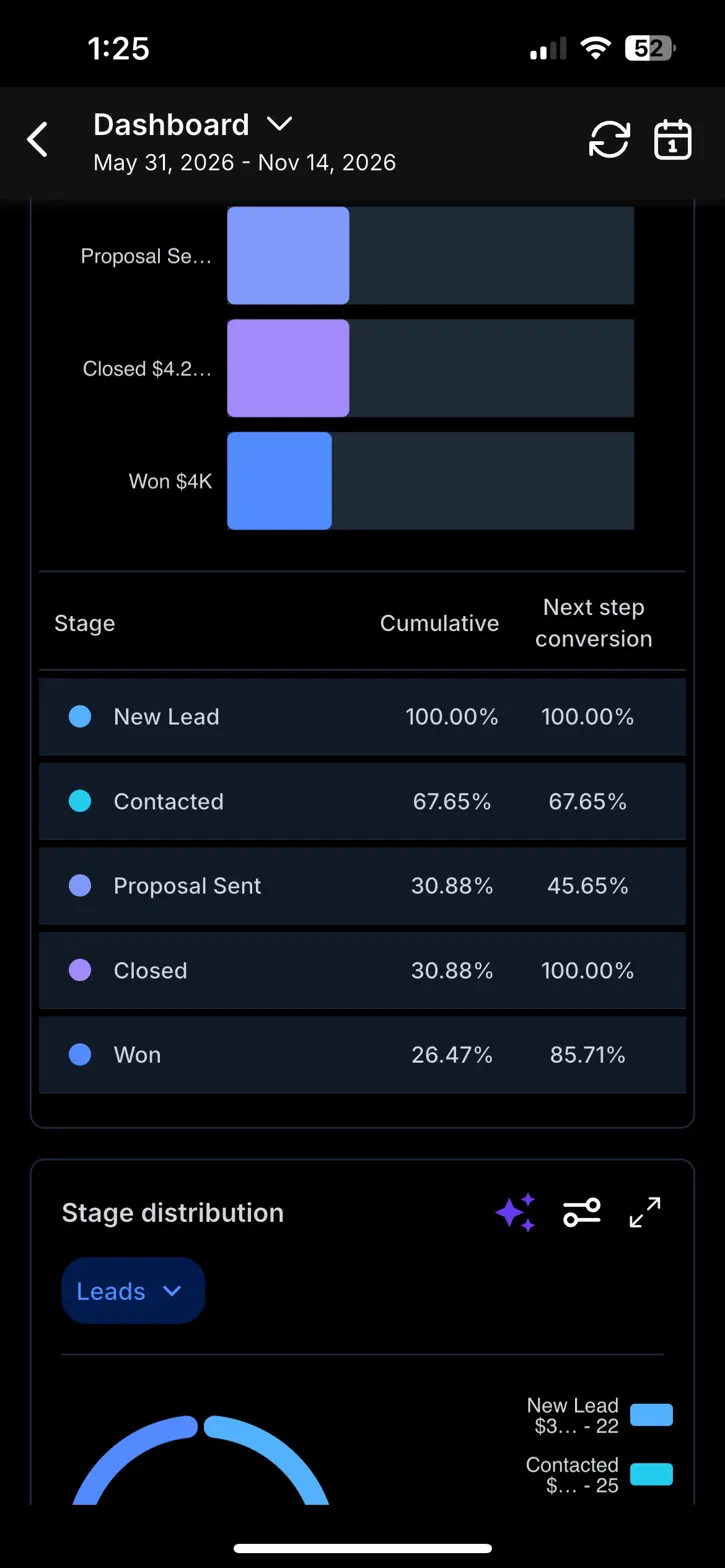 1:25
52
Dashboard
May 31, 2026 - Nov 14, 2026
1
Proposal Se...
Closed $4.2...
Won $4K
Stage Cumulative Next step
conversion
New Lead 100.00% 100.00%
Contacted 67.65% 67.65%
Proposal Sent 30.88% 45.65%
Closed 30.88% 100.00%
Won 26.47% 85.71%
Stage distribution
Leads
New Lead
$3... - 22
Contacted
$... - 25